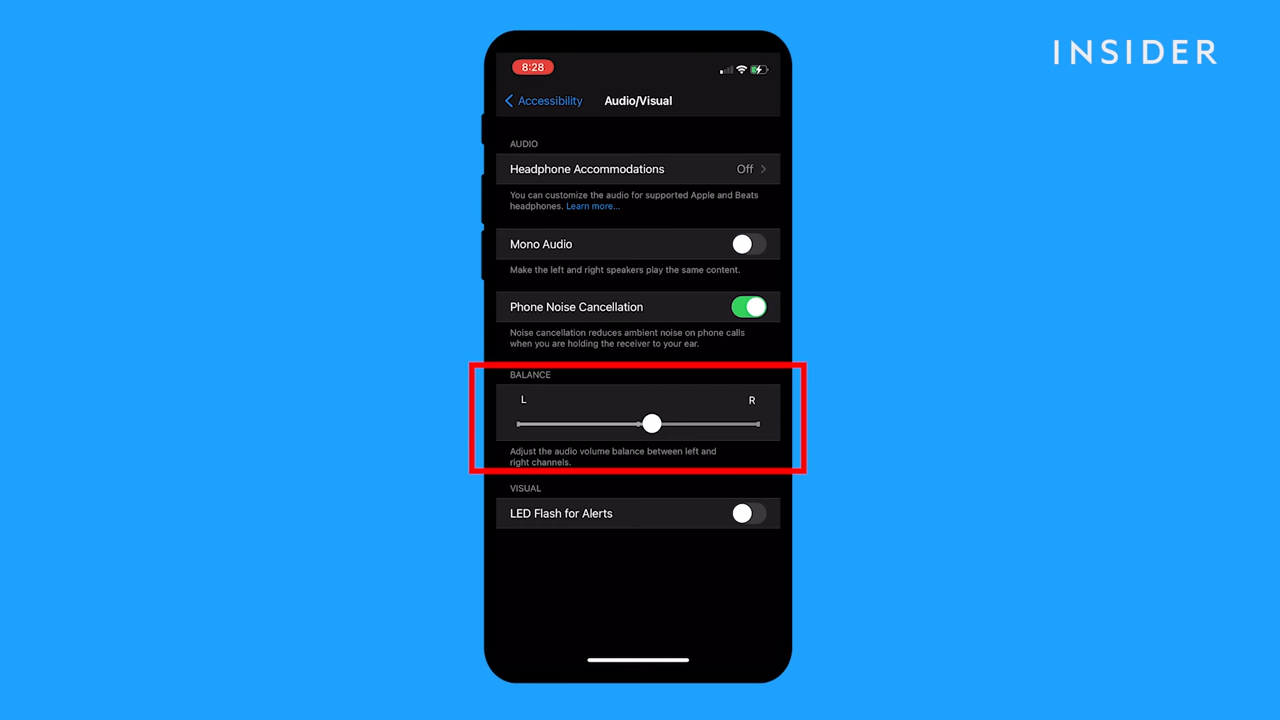 INSIDER
8:28
Accessibility Audio/Visual
AUDIO
Headphone Accommodations Off
You can customize the audio for supported Apple and Beats
headphones. Learn more...
Mono Audio
Make the left and right speakers play the same content.
Phone Noise Cancellation
Noise cancellation reduces ambient noise on phone calls
when you are holding the receiver to your ear.
BALANCE
L R
Adjust the audio volume balance between left and
right channels.
VISUAL
LED Flash for Alerts